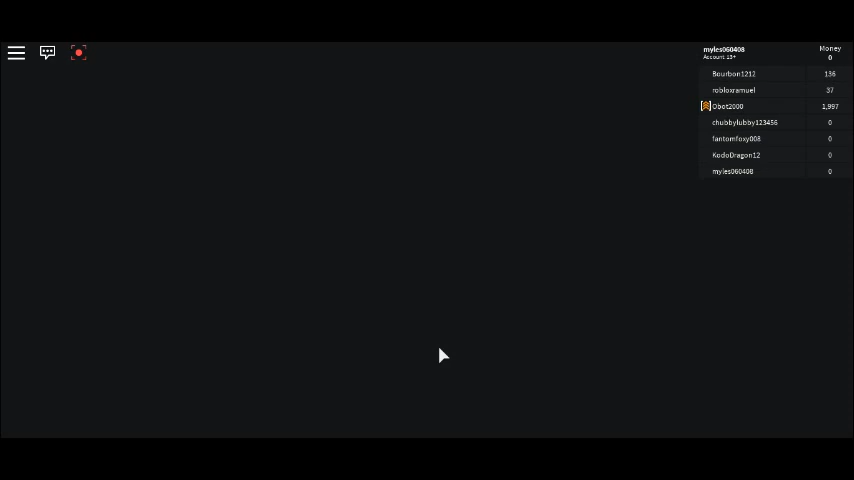 myles060408 Money
Account: 13+ 0
Bourbon1212 136
robloxramuel 37
Obot2000 1,997
chubbylubby123456 0
fantomfoxy008 0
KodoDragon12 0
myles060408 0